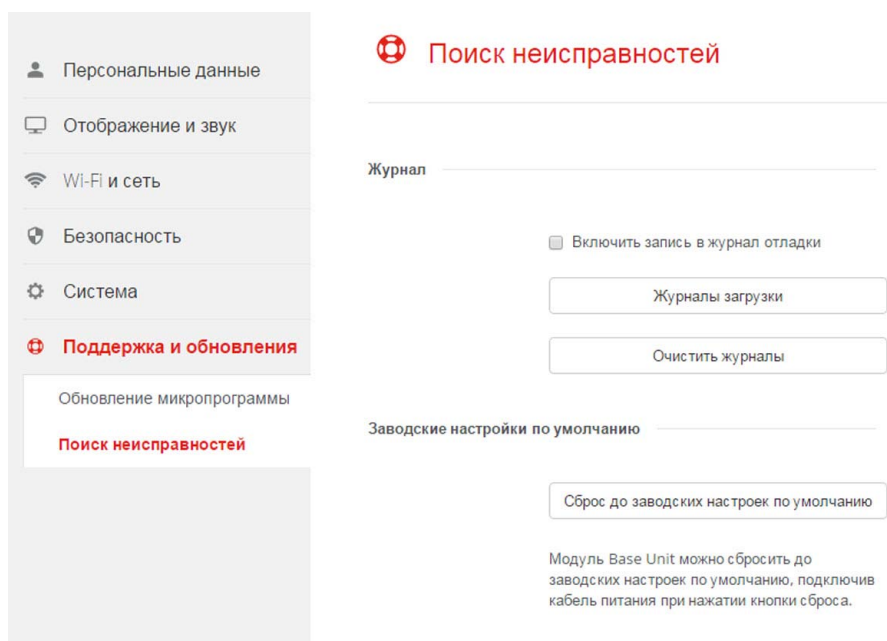 Персональные данные
Отображение и звук
Wi-Fi и сеть
Безопасность
Система
Поддержка и обновления
Обновление микропрограммы
Поиск неисправностей
Поиск неисправностей
Журнал
Включить запись в журнал отладки
Журналы загрузки
Очистить журналы
Заводские настройки по умолчанию
Сброс до заводских настроек по умолчанию
Модуль Base Unit можно сбросить до
заводских настроек по умолчанию, подключив
кабель питания при нажатии кнопки сброса.